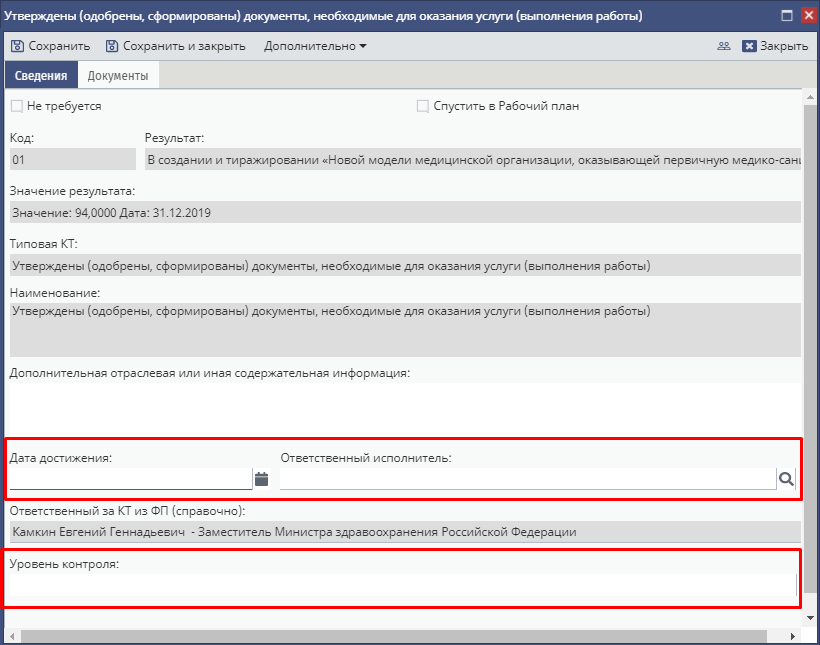 Утверждены (одобрены, сформированы) документы, необходимые для оказания услуги (выполнения работы)
Сохранить Сохранить и закрыть Дополнительно Закрыть
Сведения Документы
Не требуется Спустить в Рабочий план
Код: Результат:
01 В создании и тиражировании «Новой модели медицинской организации, оказывающей первичную медико-сани
Значение результата:
Значение: 94,0000 Дата: 31.12.2019
Типовая КТ:
Утверждены (одобрены, сформированы) документы, необходимые для оказания услуги (выполнения работы)
Наименование:
Утверждены (одобрены, сформированы) документы, необходимые для оказания услуги (выполнения работы)
Дополнительная отраслевая или иная содержательная информация:
Дата достижения: Ответственный исполнитель:
Ответственный за КТ из ФП (справочно):
Камкин Евгений Геннадьевич - Заместитель Министра здравоохранения Российской Федерации
Уровень контроля: